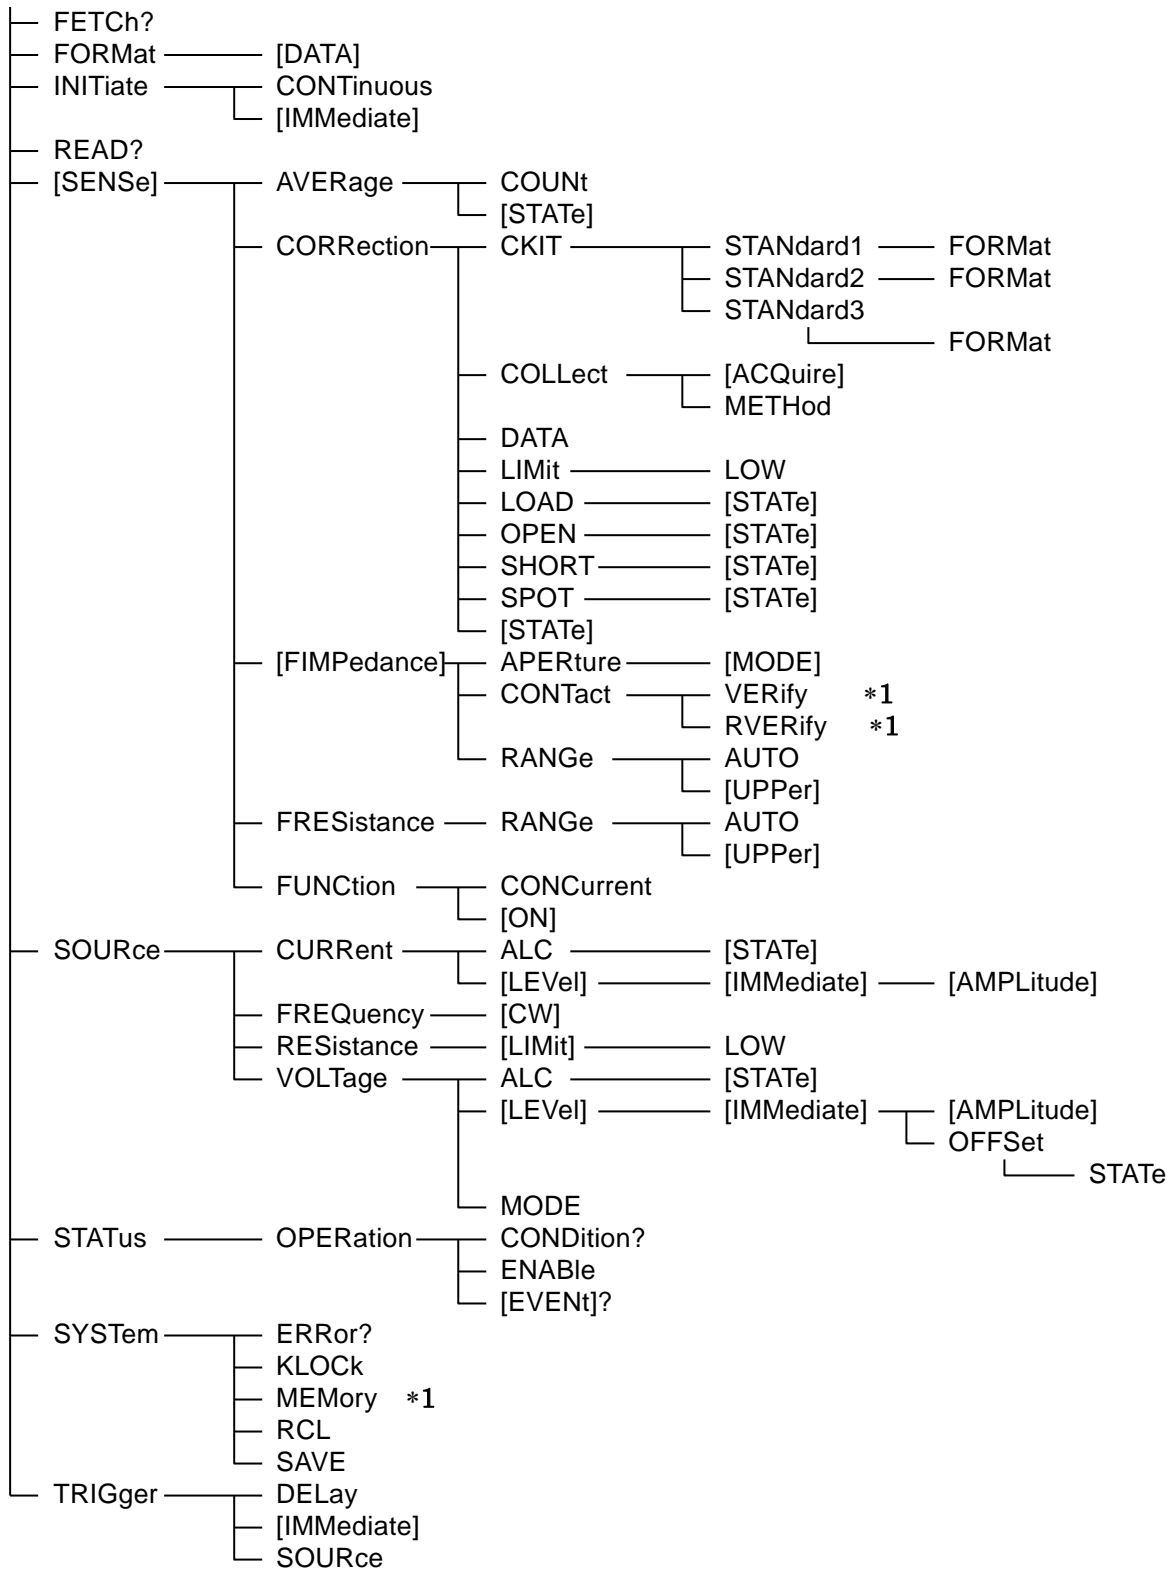 FETCh?
FORMat [DATA]
INITiate CONTinuous
[IMMediate]
READ?
[SENSe] AVERage COUNt
[STATe]
CORRection CKIT STANdard1 FORMat
STANdard2 FORMat
STANdard3
FORMat
COLLect [ACQuire]
METHod
DATA
LIMit LOW
LOAD [STATe]
OPEN [STATe]
SHORT [STATe]
SPOT [STATe]
[STATe]
[FIMPedance] APERture [MODE]
CONTact VERify *1
RVERify *1
RANGe AUTO
[UPPer]
FRESistance RANGe AUTO
[UPPer]
FUNCtion CONCurrent
[ON]
SOURce CURRent ALC [STATe]
[LEVel] [IMMediate] [AMPLitude]
FREQuency [CW]
RESistance [LIMit] LOW
VOLTage ALC [STATe]
[LEVel] [IMMediate] [AMPLitude]
OFFSet
STATe
MODE
STATus OPERation CONDition?
ENABle
[EVENt]?
SYSTem ERRor?
KLOCk
MEMory *1
RCL
SAVE
TRIGger DELay
[IMMediate]
SOURce